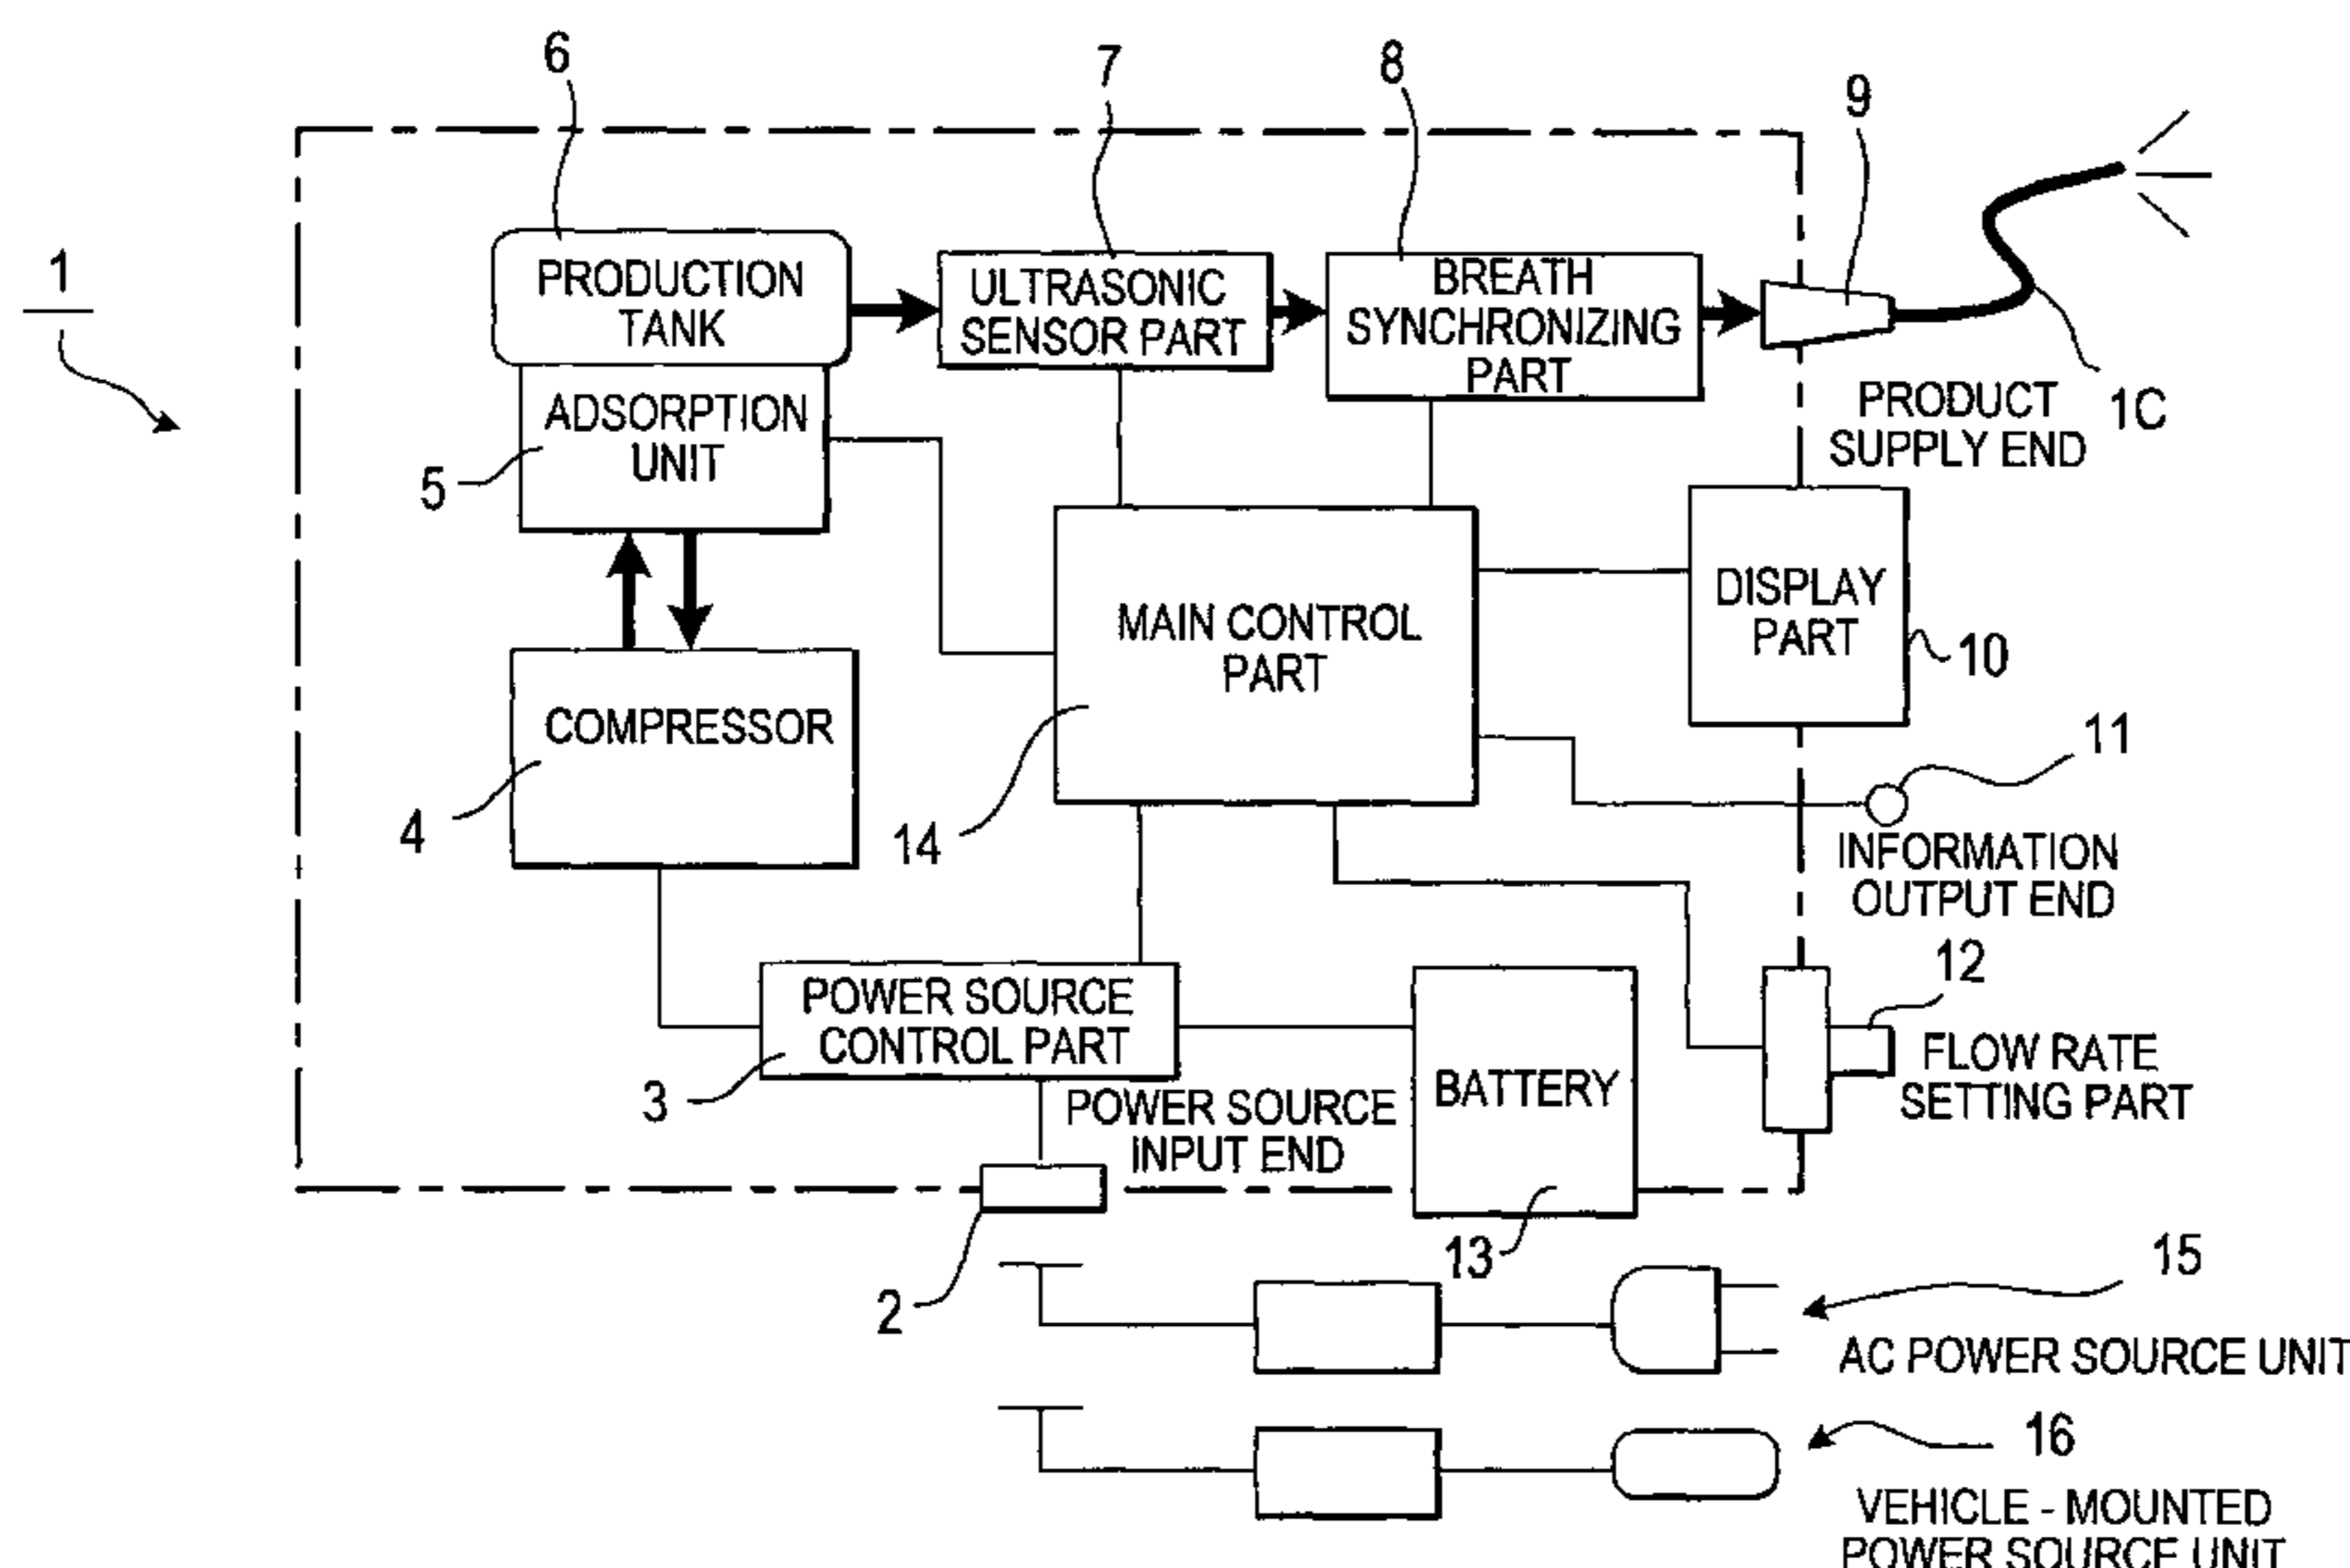 6
7
8
9
1
PRODUCTION
TANK
ULTRASONIC
SENSOR PART
BREATH
SYNCHRONIZING
PART
ADSORPTION
UNIT
5
PRODUCT
SUPPLY END
1C
MAIN CONTROL
PART
DISPLAY
PART
10
COMPRESSOR
4
14
11
INFORMATION
OUTPUT END
12
POWER SOURCE
CONTROL PART
3
FLOW RATE
SETTING PART
BATTERY
POWER SOURCE
INPUT END
2
13
15
AC POWER SOURCE UNIT
16
VEHICLE - MOUNTED
POWER SOURCE UNIT